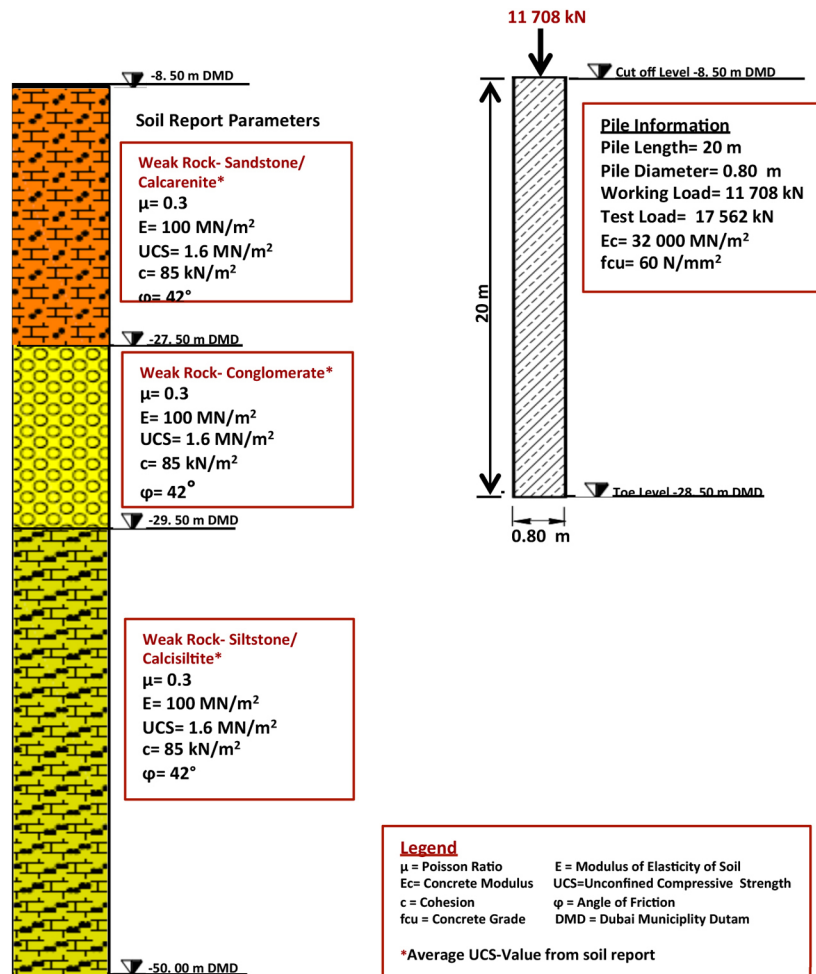 11 708 kN
-8. 50 m DMD
Cut off Level -8. 50 m DMD
Soil Report Parameters
Weak Rock- Sandstone/
Calcarenite*
μ= 0.3
E= 100 MN/m²
UCS= 1.6 MN/m²
c= 85 kN/m²
φ= 42°
-27. 50 m DMD
Weak Rock- Conglomerate*
μ= 0.3
E= 100 MN/m²
UCS= 1.6 MN/m²
c= 85 kN/m²
φ= 42°
-29. 50 m DMD
Weak Rock- Siltstone/
Calcisiltite*
μ= 0.3
E= 100 MN/m²
UCS= 1.6 MN/m²
c= 85 kN/m²
φ= 42°
-50. 00 m DMD
20 m
Pile Information
Pile Length= 20 m
Pile Diameter= 0.80 m
Working Load= 11 708 kN
Test Load= 17 562 kN
Ec= 32 000 MN/m²
fcu= 60 N/mm²
Toe Level -28. 50 m DMD
0.80 m
Legend
μ = Poisson Ratio E = Modulus of Elasticity of Soil
Ec= Concrete Modulus UCS=Unconfined Compressive Strength
c = Cohesion φ = Angle of Friction
fcu = Concrete Grade DMD = Dubai Municiplity Dutam
*Average UCS-Value from soil report